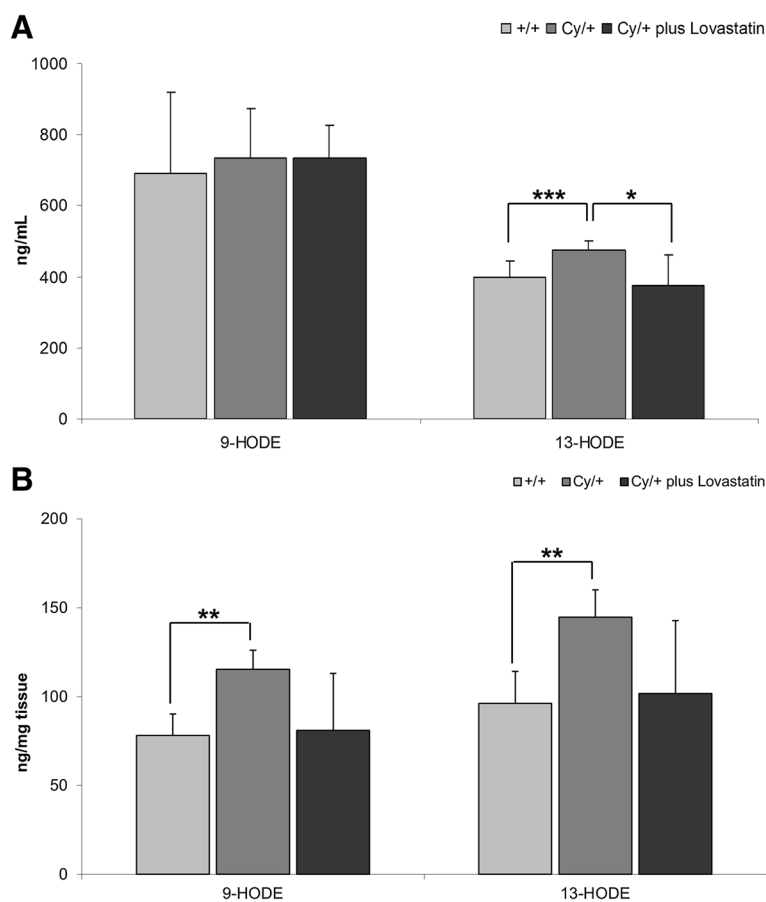 A
+/+ Cy/+ Cy/+ plus Lovastatin
1000
800
600
400
200
0
ng/mL
*** *
9-HODE 13-HODE
B
+/+ Cy/+ Cy/+ plus Lovastatin
200
150
100
50
0
ng/mg tissue
** **
9-HODE 13-HODE